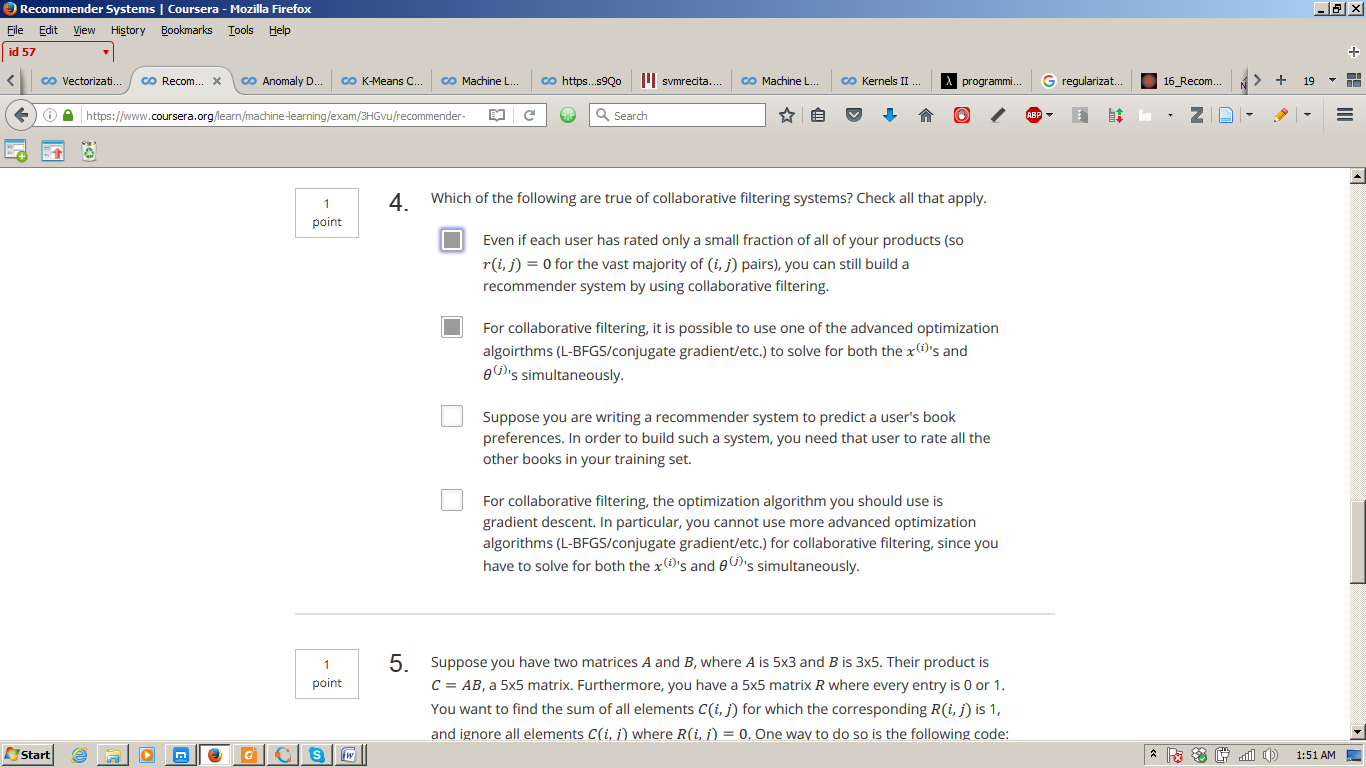 Recommender Systems | Coursera - Mozilla Firefox
File Edit View History Bookmarks Tools Help
id 57
Vectorizati... Recom... Anomaly D... K-Means C... Machine L... https...s9Qo svmrecita... Machine L... Kernels II ... programmi... regularizat... 16_Recom... 19
https://www.coursera.org/learn/machine-learning/exam/3HGvu/recommender-
Search
ABP
1
point
4.
Which of the following are true of collaborative filtering systems? Check all that apply.
Even if each user has rated only a small fraction of all of your products (so
r(i, j) = 0 for the vast majority of (i, j) pairs), you can still build a
recommender system by using collaborative filtering.
For collaborative filtering, it is possible to use one of the advanced optimization
algoirthms (L-BFGS/conjugate gradient/etc.) to solve for both the x^(i)'s and
θ^(j)'s simultaneously.
Suppose you are writing a recommender system to predict a user's book
preferences. In order to build such a system, you need that user to rate all the
other books in your training set.
For collaborative filtering, the optimization algorithm you should use is
gradient descent. In particular, you cannot use more advanced optimization
algorithms (L-BFGS/conjugate gradient/etc.) for collaborative filtering, since you
have to solve for both the x^(i)'s and θ^(j)'s simultaneously.
1
point
5.
Suppose you have two matrices A and B, where A is 5x3 and B is 3x5. Their product is
C = AB, a 5x5 matrix. Furthermore, you have a 5x5 matrix R where every entry is 0 or 1.
You want to find the sum of all elements C(i, j) for which the corresponding R(i, j) is 1,
and ignore all elements C(i, j) where R(i, j) = 0. One way to do so is the following code:
Start
1:51 AM